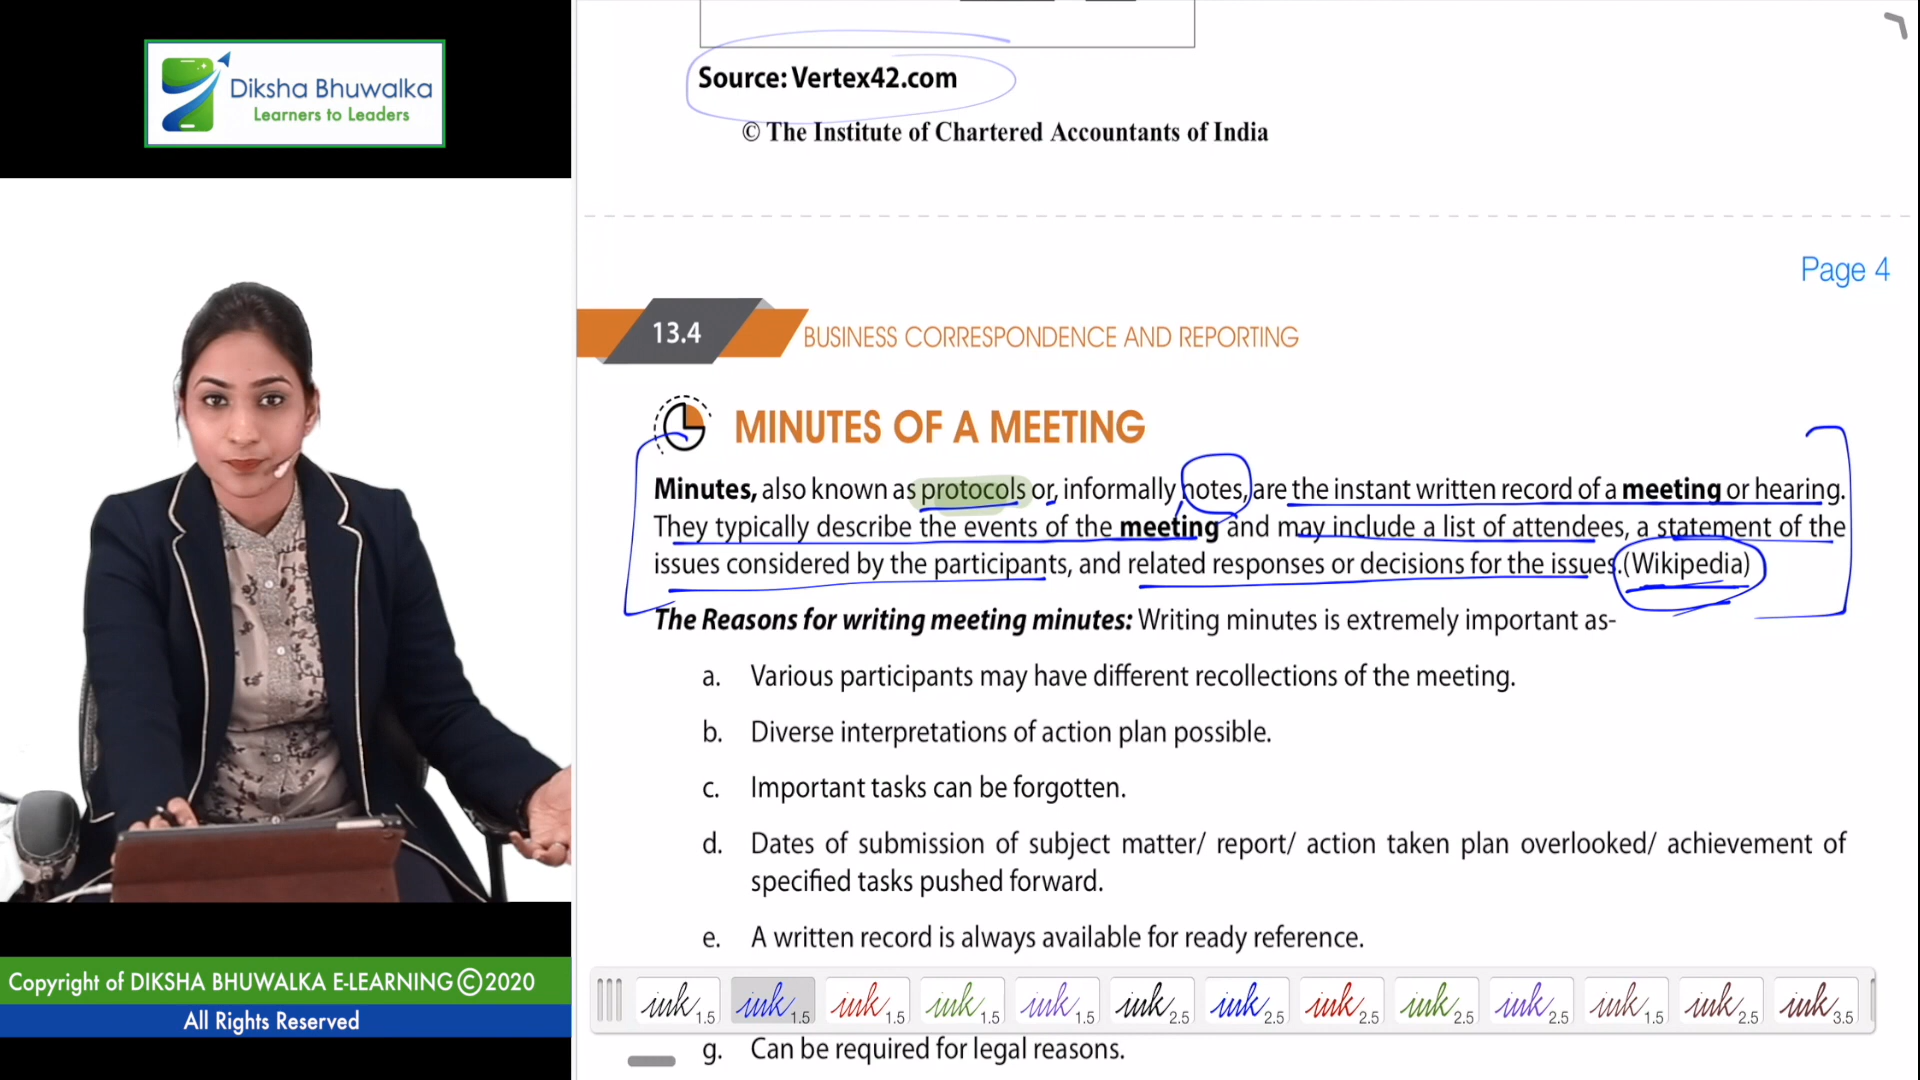 Diksha Bhuwalka
Learners to Leaders
Copyright of DIKSHA BHUWALKA E-LEARNING©2020
All Rights Reserved
Source: Vertex42.com
© The Institute of Chartered Accountants of India
Page 4
13.4
BUSINESS CORRESPONDENCE AND REPORTING
MINUTES OF A MEETING
Minutes, also known as protocols or, informally notes, are the instant written record of a meeting or hearing.
They typically describe the events of the meeting and may include a list of attendees, a statement of the
issues considered by the participants, and related responses or decisions for the issues.(Wikipedia)
The Reasons for writing meeting minutes: Writing minutes is extremely important as-
a. Various participants may have different recollections of the meeting.
b. Diverse interpretations of action plan possible.
c. Important tasks can be forgotten.
d. Dates of submission of subject matter/ report/ action taken plan overlooked/ achievement of
specified tasks pushed forward.
e. A written record is always available for ready reference.
ink 1.5 ink 1.5 ink 1.5 ink 1.5 ink 1.5 ink 2.5 ink 2.5 ink 2.5 ink 2.5 ink 2.5 ink 1.5 ink 2.5 ink 3.5
g. Can be required for legal reasons.